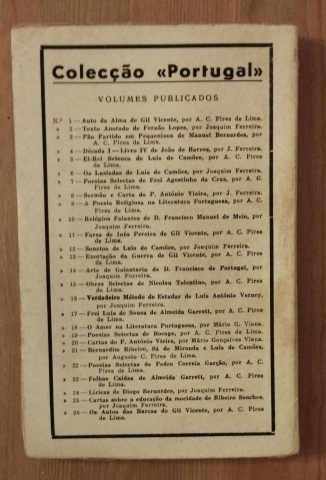 Colecção «Portugal»
VOLUMES PUBLICADOS
N.º 1 — Auto da Alma de Gil Vicente, por A. C. Pires de Lima.
» 2 — Texto Anotado de Fernão Lopes, por Joaquim Ferreira.
» 3 — Pão Partido em Pequeninos de Manuel Bernardes, por
A. C. Pires de Lima.
» 4 — Década I — Livro IV de João de Barros, por J. Ferreira.
» 5 — El-Rei Seleuco de Luís de Camões, por A. C. Pires
de Lima.
» 6 — Os Lusíadas de Luís de Camões, por Joaquim Ferreira.
» 7 — Poesias Selectas de Frei Agostinho da Cruz, por A. C.
Pires de Lima.
» 8 — Sermão e Carta do P. António Vieira, por J. Ferreira.
» 9 — A Poesia Religiosa na Literatura Portuguesa, por A. C.
Pires de Lima.
» 10 — Relógios Falantes de D. Francisco Manuel de Melo, por
Joaquim Ferreira.
» 11 — Farsa de Inês Pereira de Gil Vicente, por A. C. Pires
de Lima.
» 12 — Sonetos de Luís de Camões, por Joaquim Ferreira.
» 13 — Exortação da Guerra de Gil Vicente, por A. C. Pires
de Lima.
» 14 — Arte de Galantaria de D. Francisco de Portugal, por
Joaquim Ferreira.
» 15 — Obras Selectas de Nicolau Tolentino, por A. C. Pires
de Lima.
» 16 — Verdadeiro Método de Estudar de Luís António Verney,
por Joaquim Ferreira.
» 17 — Frei Luís de Sousa de Almeida Garrett, por A. C. Pires
de Lima.
» 18 — O Amor na Literatura Portuguesa, por Mário G. Viana.
» 19 — Poesias Selectas de Bocage, por A. C. Pires de Lima.
» 20 — Cartas do P. António Vieira, por Mário Gonçalves Viana.
» 21 — Bernardim Ribeiro, Sá de Miranda e Luís de Camões,
por Augusto C. Pires de Lima.
» 22 — Poesias Selectas de Pedro Correia Garção, por A. C.
Pires de Lima.
» 23 — Folhas Caídas de Almeida Garrett, por A. C. Pires
de Lima.
» 24 — Líricas de Diogo Bernardes, por Joaquim Ferreira.
» 25 — Cartas sobre a educação da mocidade de Ribeiro Sanches,
por Joaquim Ferreira.
» 26 — Os Autos das Barcas de Gil Vicente, por A. C. Pires
de Lima.